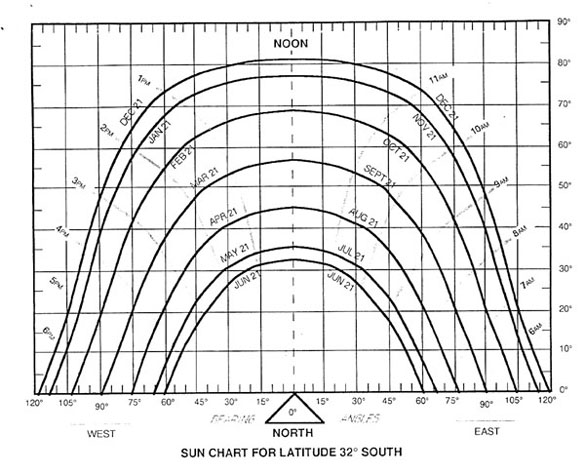 90°
NOON
80°
1PM
11AM
DEC 21
DEC 21
70°
2PM
JAN 21
NOV 21
10AM
FEB 21
OCT 21
60°
3PM
MAR 21
SEPT 21
9AM
50°
APR 21
AUG 21
40°
4PM
8AM
MAY 21
JUL 21
30°
5PM
JUN 21
JUN 21
7AM
20°
6PM
6AM
10°
0°
120° 105° 90° 75° 60° 45° 30° 15° 0° 15° 30° 45° 60° 75° 90° 105° 120°
BEARING ANGLES
WEST NORTH EAST
SUN CHART FOR LATITUDE 32° SOUTH